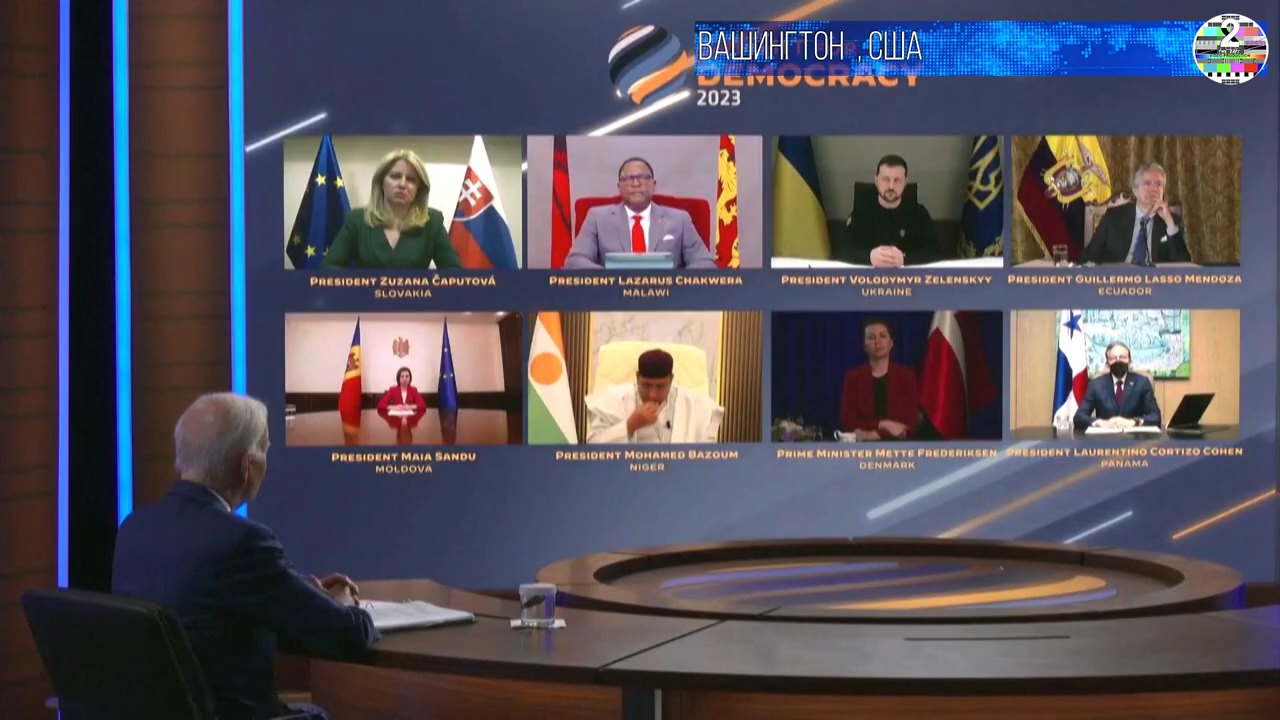 ВАШИНГТОН , США
DEMOCRACY
2023
PRESIDENT ZUZANA ČAPUTOVÁ
SLOVAKIA
PRESIDENT LAZARUS CHAKWERA
MALAWI
PRESIDENT VOLODYMYR ZELENSKYY
UKRAINE
PRESIDENT GUILLERMO LASSO MENDOZA
ECUADOR
PRESIDENT MAIA SANDU
MOLDOVA
PRESIDENT MOHAMED BAZOUM
NIGER
PRIME MINISTER METTE FREDERIKSEN
DENMARK
PRESIDENT LAURENTINO CORTIZO COHEN
PANAMA
2